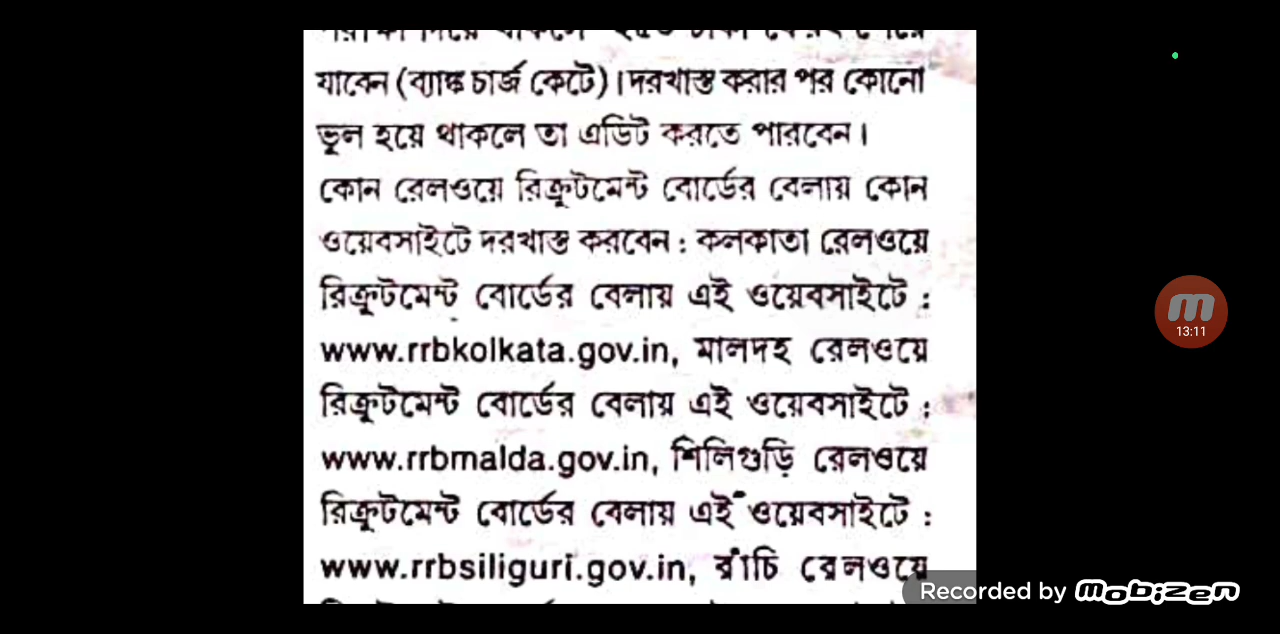 যাবেন (ব্যাঙ্ক চার্জ কেটে)। দরখাস্ত করার পর কোনো
ভুল হয়ে থাকলে তা এডিট করতে পারবেন।
কোন রেলওয়ে রিক্রুটমেন্ট বোর্ডের বেলায় কোন
ওয়েবসাইটে দরখাস্ত করবেন : কলকাতা রেলওয়ে
রিক্রুটমেন্ট বোর্ডের বেলায় এই ওয়েবসাইটে :
www.rrbkolkata.gov.in, মালদহ রেলওয়ে
রিক্রুটমেন্ট বোর্ডের বেলায় এই ওয়েবসাইটে :
www.rrbmalda.gov.in, শিলিগুড়ি রেলওয়ে
রিক্রুটমেন্ট বোর্ডের বেলায় এই ওয়েবসাইটে :
www.rrbsiliguri.gov.in, রাঁচি রেলওয়ে
13:11
Recorded by mobizen